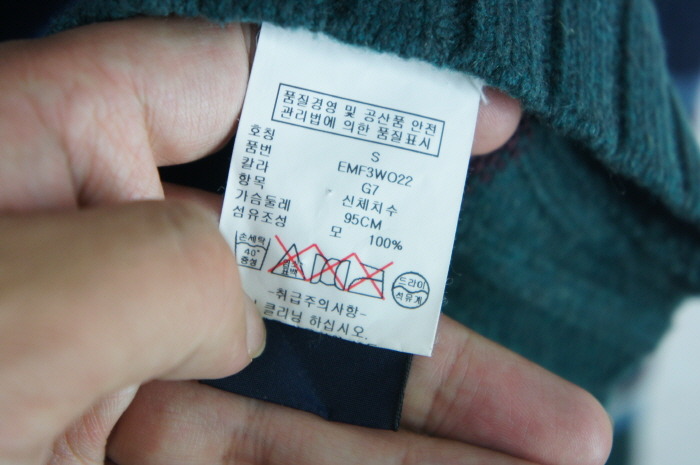 품질경영 및 공산품 안전
관리법에 의한 품질표시
호칭 S
품번 EMF3WO22
칼라 G7
항목 신체치수
가슴둘레 95CM
섬유조성 모 100%
손세탁 40° 중성
표백
드라이 석유계
-취급주의사항-
클리닝 하십시오.